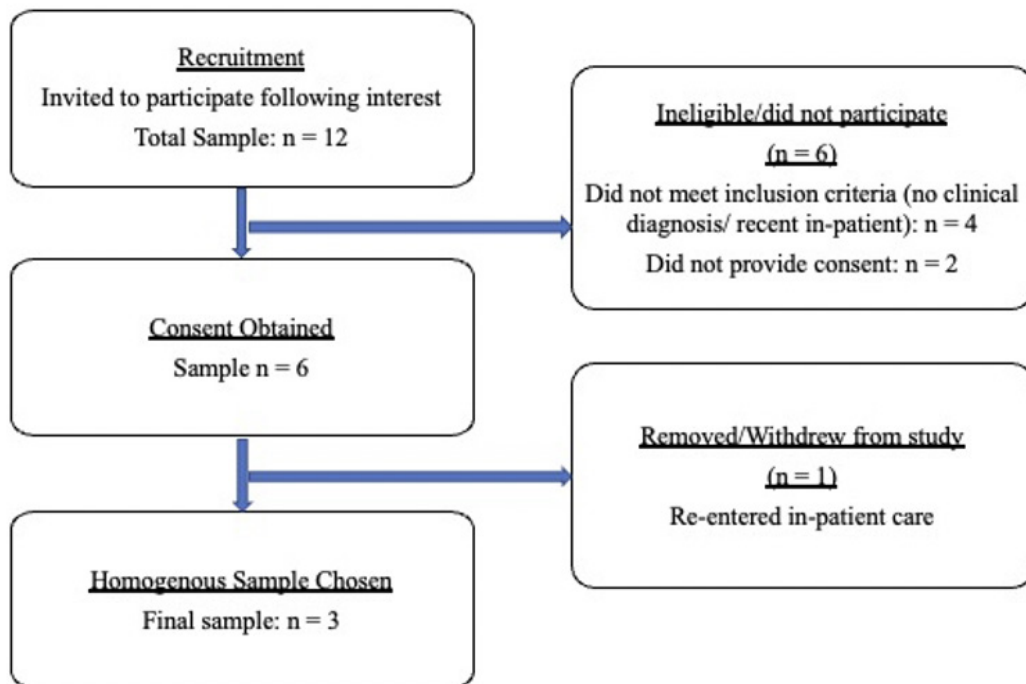 Recruitment
Invited to participate following interest
Total Sample: n = 12
Ineligible/did not participate
(n = 6)
Did not meet inclusion criteria (no clinical
diagnosis/ recent in-patient): n = 4
Did not provide consent: n = 2
Consent Obtained
Sample n = 6
Removed/Withdrew from study
(n = 1)
Re-entered in-patient care
Homogenous Sample Chosen
Final sample: n = 3